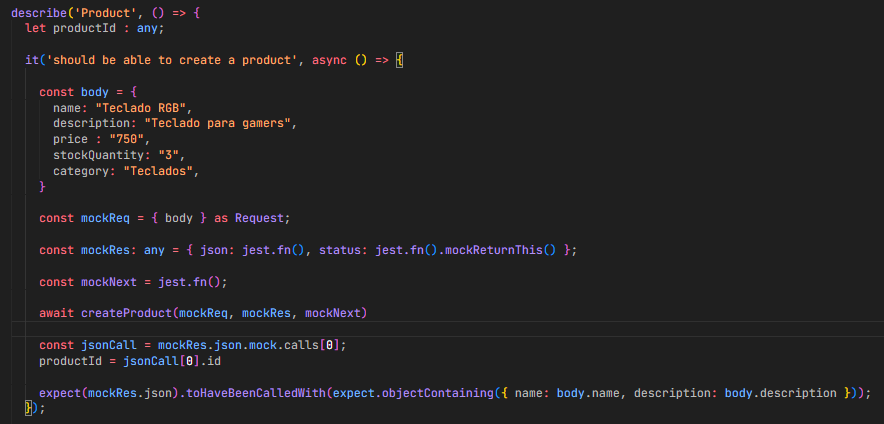 describe('Product', () => {
  let productId : any;
  it('should be able to create a product', async () => {
    const body = {
      name: "Teclado RGB",
      description: "Teclado para gamers",
      price : "750",
      stockQuantity: "3",
      category: "Teclados",
    }
    const mockReq = { body } as Request;
    const mockRes: any = { json: jest.fn(), status: jest.fn().mockReturnThis() };
    const mockNext = jest.fn();
    await createProduct(mockReq, mockRes, mockNext)
    const jsonCall = mockRes.json.mock.calls[0];
    productId = jsonCall[0].id
    expect(mockRes.json).toHaveBeenCalledWith(expect.objectContaining({ name: body.name, description: body.description }));
  });